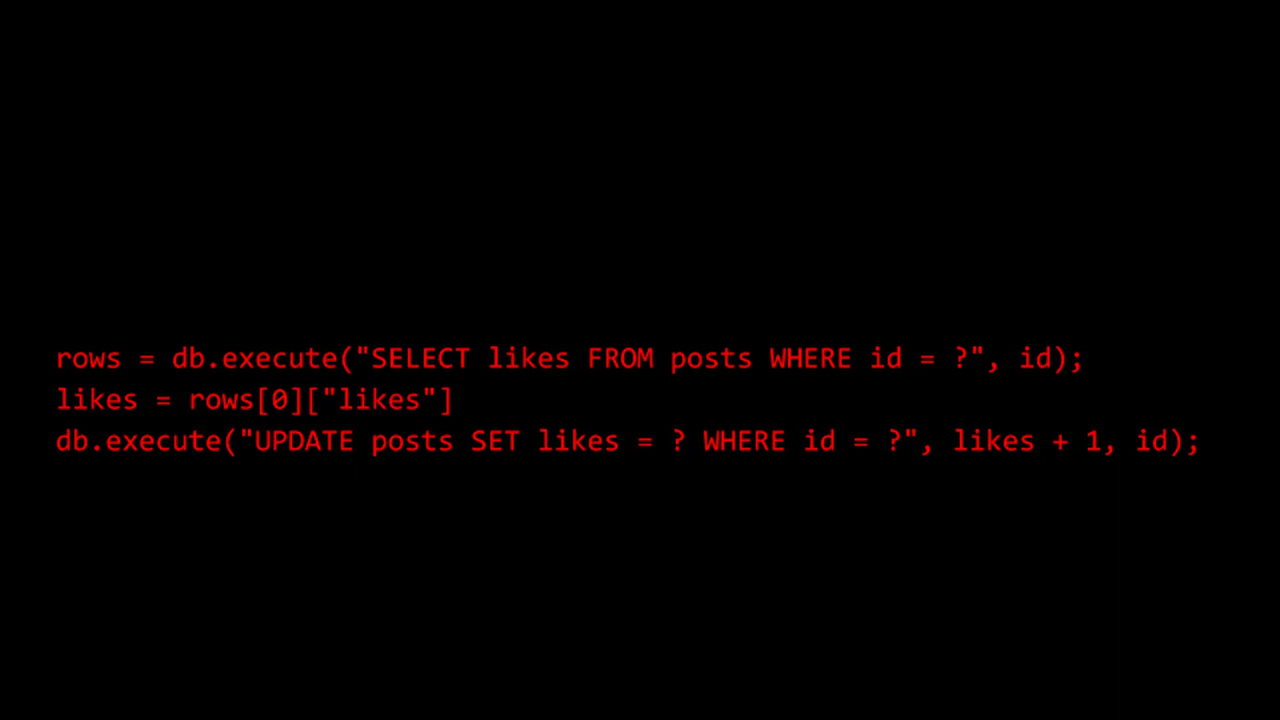 rows = db.execute("SELECT likes FROM posts WHERE id = ?", id);
likes = rows[0]["likes"]
db.execute("UPDATE posts SET likes = ? WHERE id = ?", likes + 1, id);